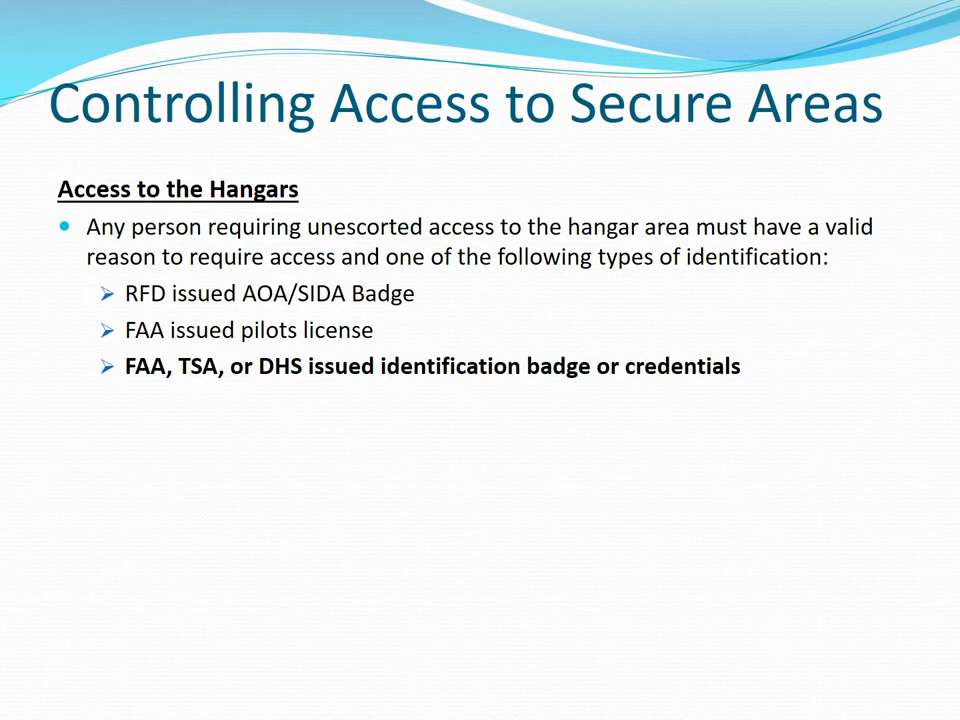 Controlling Access to Secure Areas
Access to the Hangars
Any person requiring unescorted access to the hangar area must have a valid
reason to require access and one of the following types of identification:
RFD issued AOA/SIDA Badge
FAA issued pilots license
FAA, TSA, or DHS issued identification badge or credentials